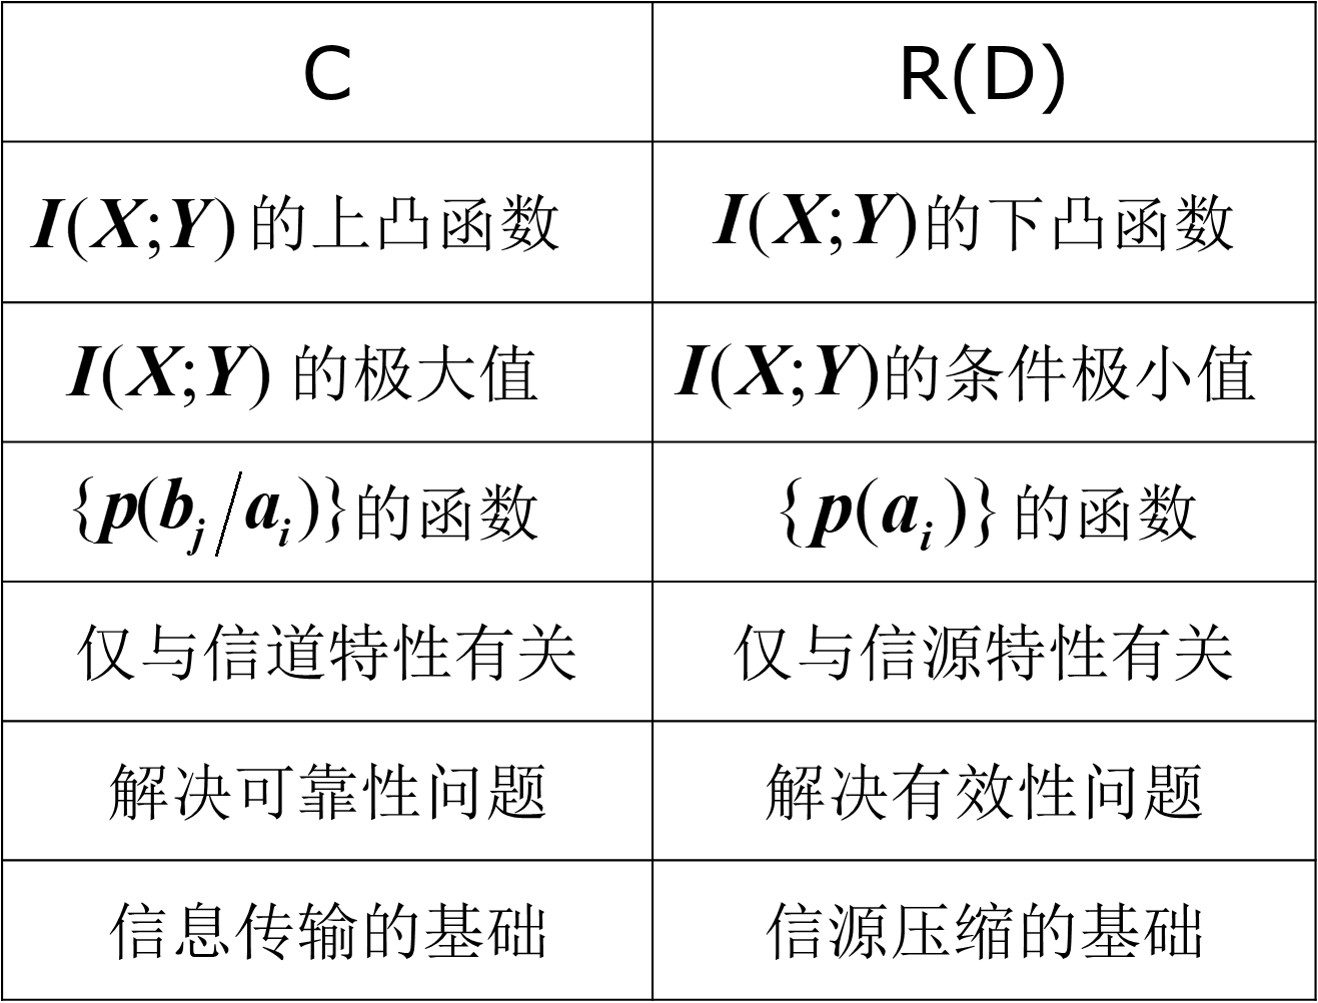 C
R(D)
I(X;Y)的上凸函数
I(X;Y)的下凸函数
I(X;Y) 的极大值
I(X;Y)的条件极小值
{p(b_j/a_i)}的函数
{p(a_i)}的函数
仅与信道特性有关
仅与信源特性有关
解决可靠性问题
解决有效性问题
信息传输的基础
信源压缩的基础